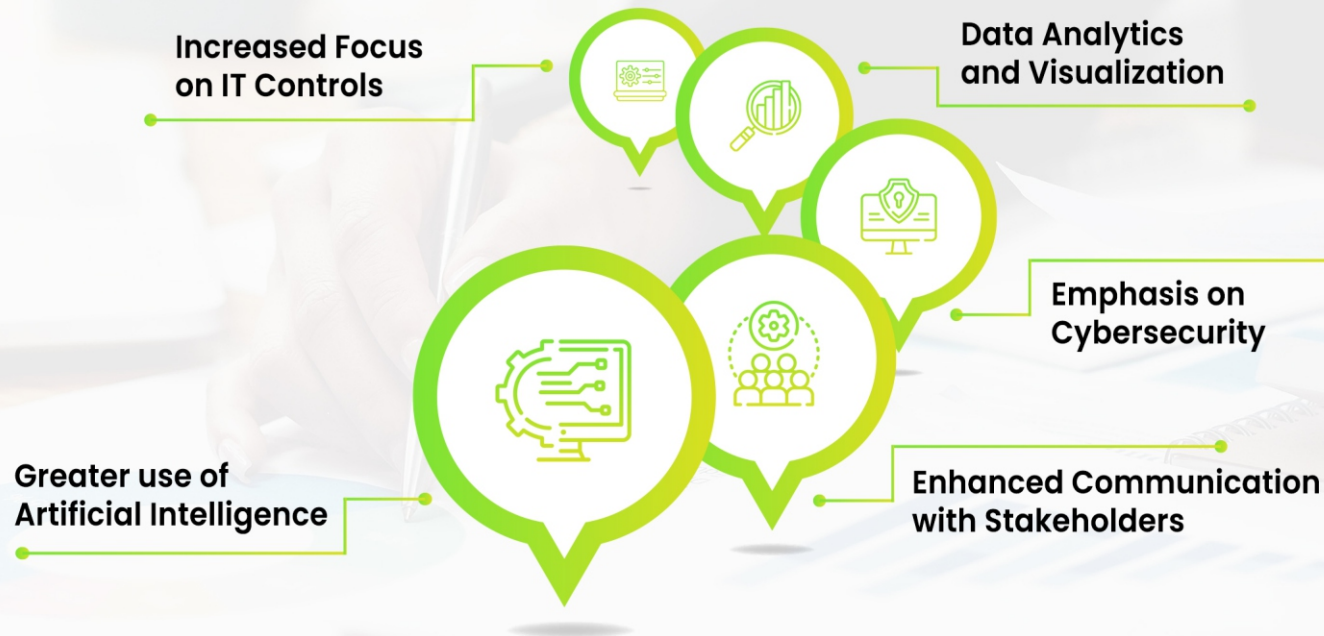 Increased Focus
on IT Controls
Data Analytics
and Visualization
Emphasis on
Cybersecurity
Greater use of
Artificial Intelligence
Enhanced Communication
with Stakeholders